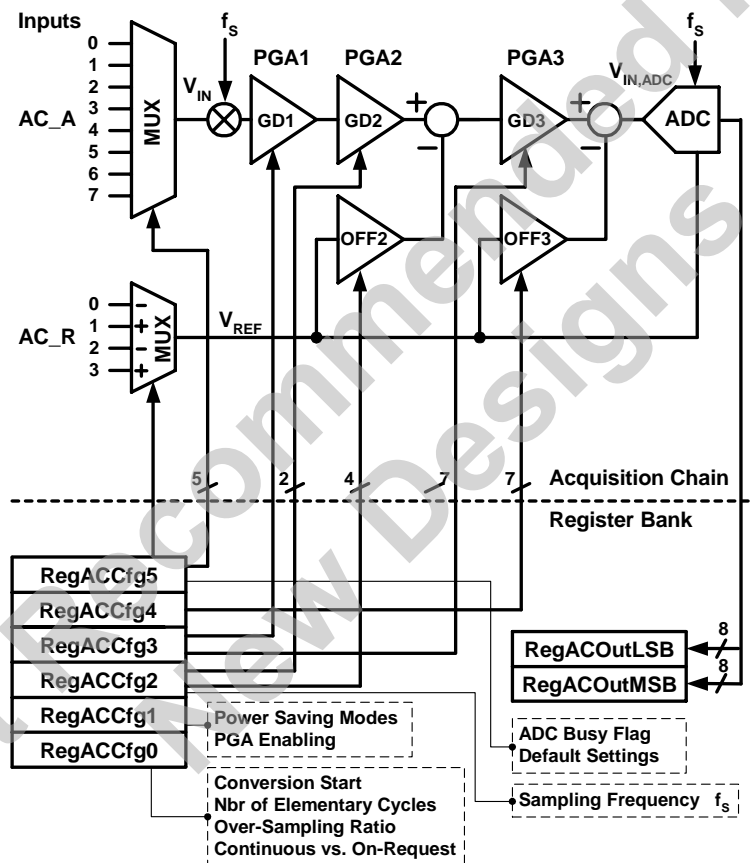 Inputs
f_S
f_S
PGA1
PGA2
PGA3
V_IN,ADC
V_IN
0
1
2
3
4
5
6
7
AC_A
MUX
GD1
GD2
+
−
GD3
+
−
ADC
OFF2
OFF3
0
1
2
3
AC_R
−
+
−
+
MUX
V_REF
5
2
4
7
7
Acquisition Chain
Register Bank
RegACCfg5
RegACCfg4
RegACCfg3
RegACCfg2
RegACCfg1
RegACCfg0
8
RegACOutLSB
8
RegACOutMSB
Power Saving Modes
PGA Enabling
ADC Busy Flag
Default Settings
Conversion Start
Nbr of Elementary Cycles
Over-Sampling Ratio
Continuous vs. On-Request
Sampling Frequency f_S
Recommended
New Designs